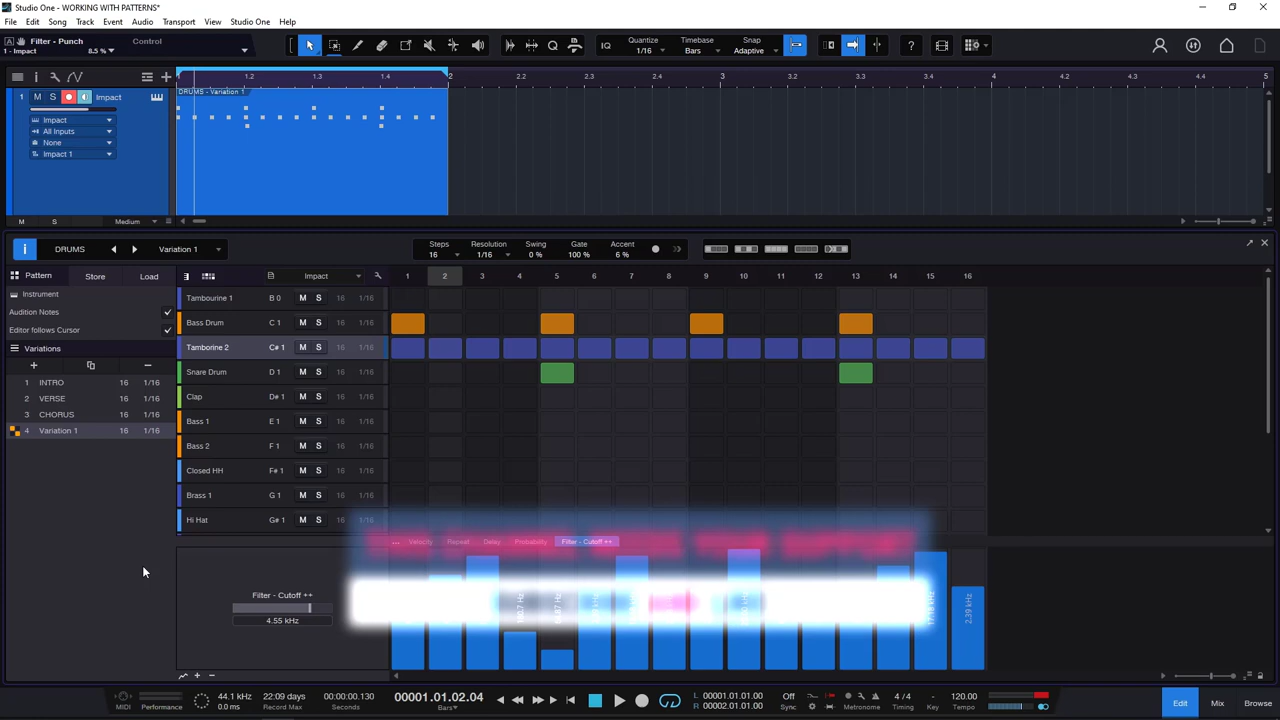 Studio One - WORKING WITH PATTERNS*
File Edit Song Track Event Audio Transport View Studio One Help
Filter - Punch Control
1 - Impact 8.5 %
Quantize 1/16 Timebase Bars Snap Adaptive
IQ
1.2 1.3 1.4 2 2.2 2.3 2.4 3 3.2 3.3 3.4 4 4.2 4.3 4.4 5
1 M S Impact
DRUMS - Variation 1
Impact
All Inputs
None
Impact 1
M S Medium
DRUMS Variation 1
Steps 16 Resolution 1/16 Swing 0 % Gate 100 % Accent 6 %
Pattern Store Load Impact
1 2 3 4 5 6 7 8 9 10 11 12 13 14 15 16
Instrument
Audition Notes
Editor follows Cursor
Variations
1 INTRO 16 1/16
2 VERSE 16 1/16
3 CHORUS 16 1/16
4 Variation 1 16 1/16
Tambourine 1 B 0 M S 16 1/16
Bass Drum C 1 M S 16 1/16
Tamborine 2 C# 1 M S 16 1/16
Snare Drum D 1 M S 16 1/16
Clap D# 1 M S 16 1/16
Bass 1 E 1 M S 16 1/16
Bass 2 F 1 M S 16 1/16
Closed HH F# 1 M S 16 1/16
Brass 1 G 1 M S 16 1/16
Hi Hat G# 1 M S 16 1/16
... Velocity Repeat Delay Probability Filter - Cutoff ++
Filter - Cutoff ++
4.55 kHz
2.39 kHz
MIDI Performance 44.1 kHz 0.0 ms 22:09 days Record Max 00001.01.02.04 Bars L 00001.01.01.00 R 00002.01.01.00 Off Sync Metronome 4 / 4 Timing Key 120.00 Tempo Edit Mix Browse
00:00:00:00.130